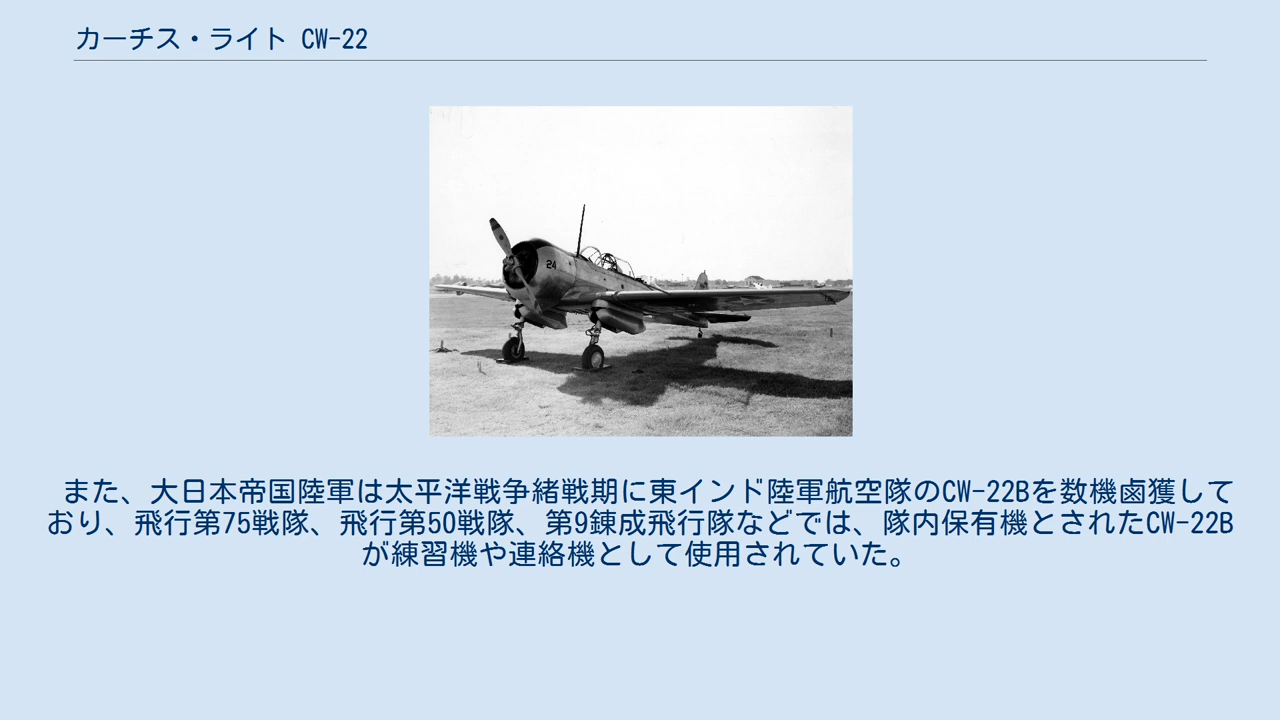 カーチス・ライト CW-22
24
また、大日本帝国陸軍は太平洋戦争緒戦期に東インド陸軍航空隊のCW-22Bを数機鹵獲して
おり、飛行第75戦隊、飛行第50戦隊、第9錬成飛行隊などでは、隊内保有機とされたCW-22B
が練習機や連絡機として使用されていた。